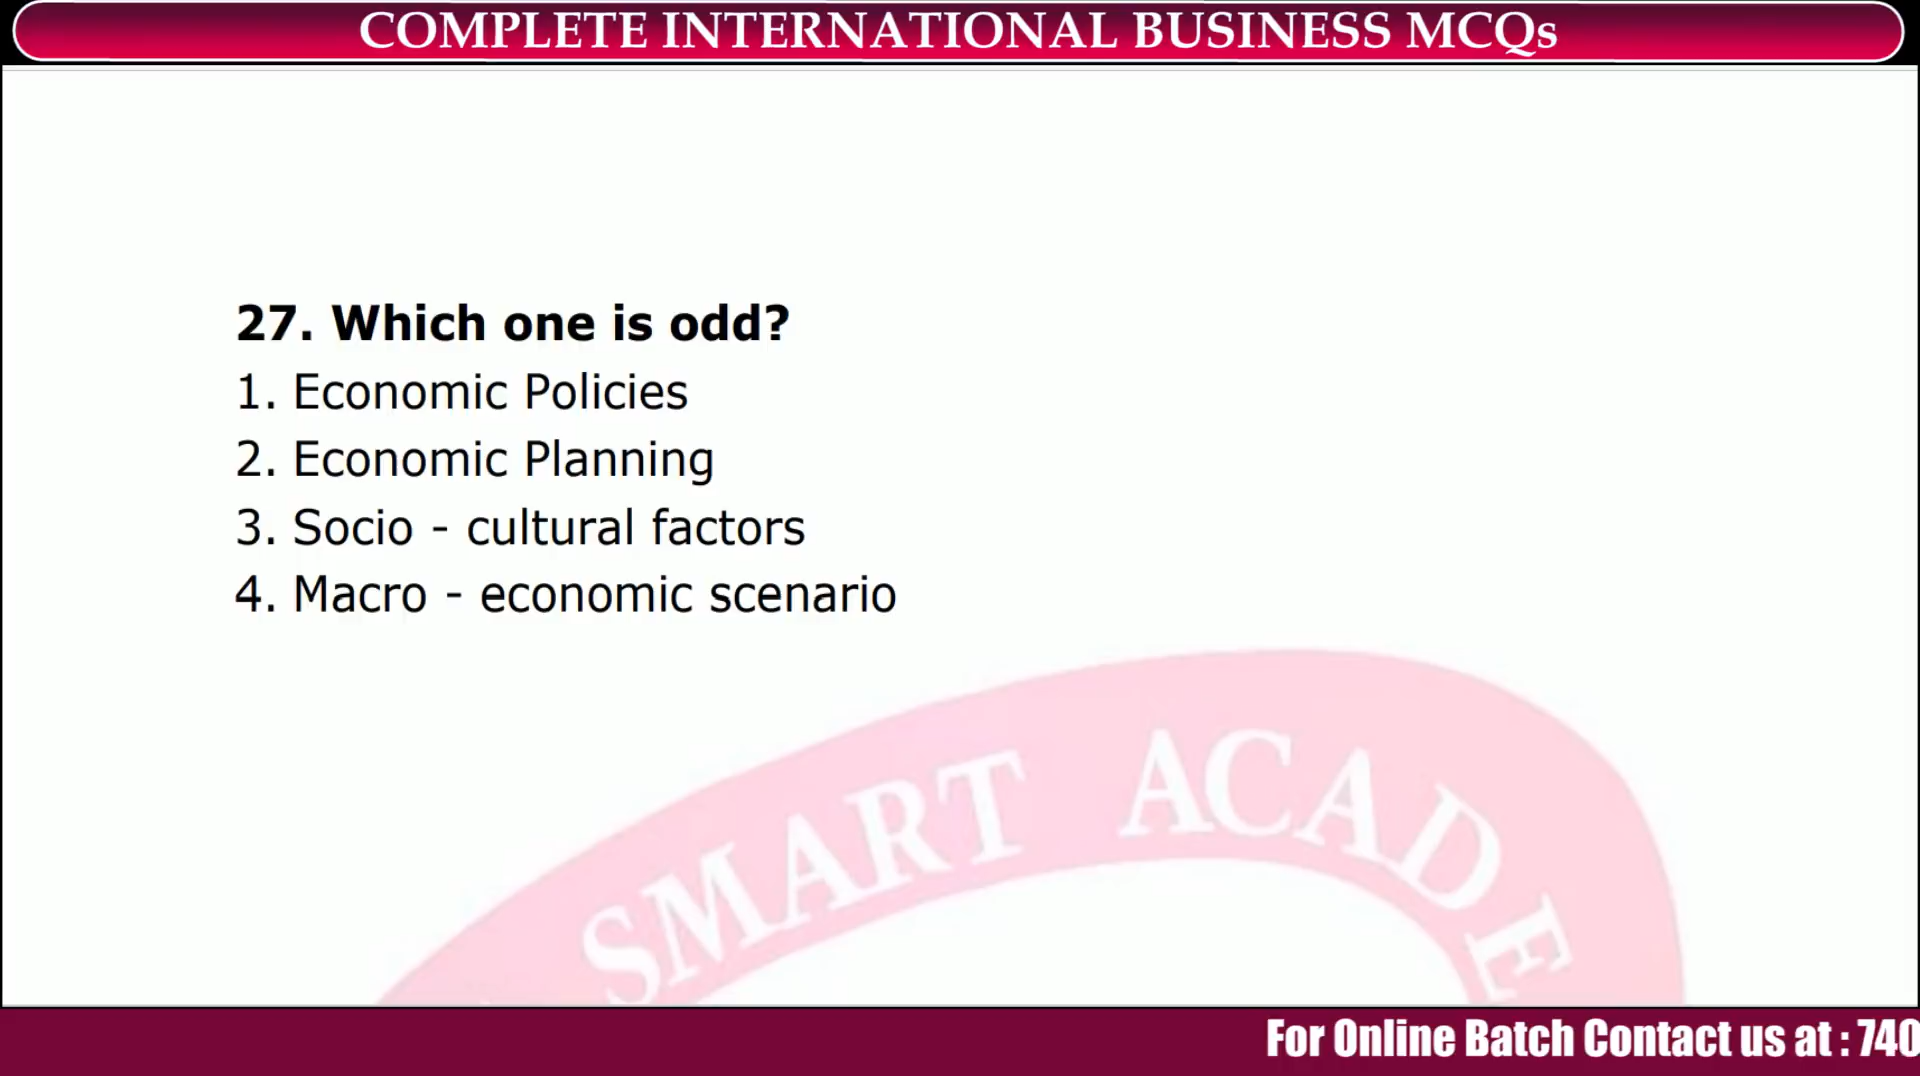 COMPLETE INTERNATIONAL BUSINESS MCQs
27. Which one is odd?
1. Economic Policies
2. Economic Planning
3. Socio - cultural factors
4. Macro - economic scenario
SMART ACADE
For Online Batch Contact us at : 740